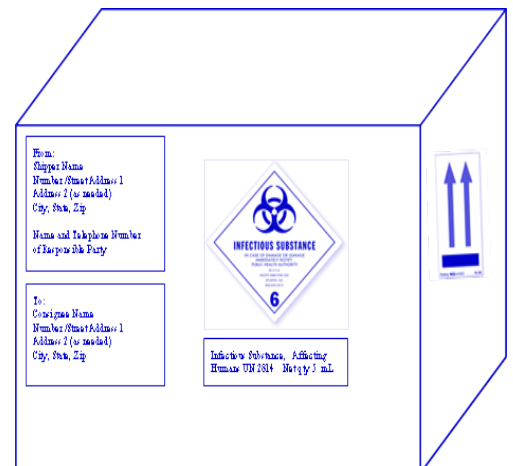 From:
Shipper Name
Number/Street Address 1
Address 2 (as needed)
City, State, Zip
Name and Telephone Number
of Responsible Party
To:
Consignee Name
Number/Street Address 1
Address 2 (as needed)
City, State, Zip
INFECTIOUS SUBSTANCE
IN CASE OF DAMAGE OR LEAKAGE
IMMEDIATELY NOTIFY
PUBLIC HEALTH AUTHORITY
6
Infectious Substance, Affecting
Humans UN 2814 Net qty 5 mL